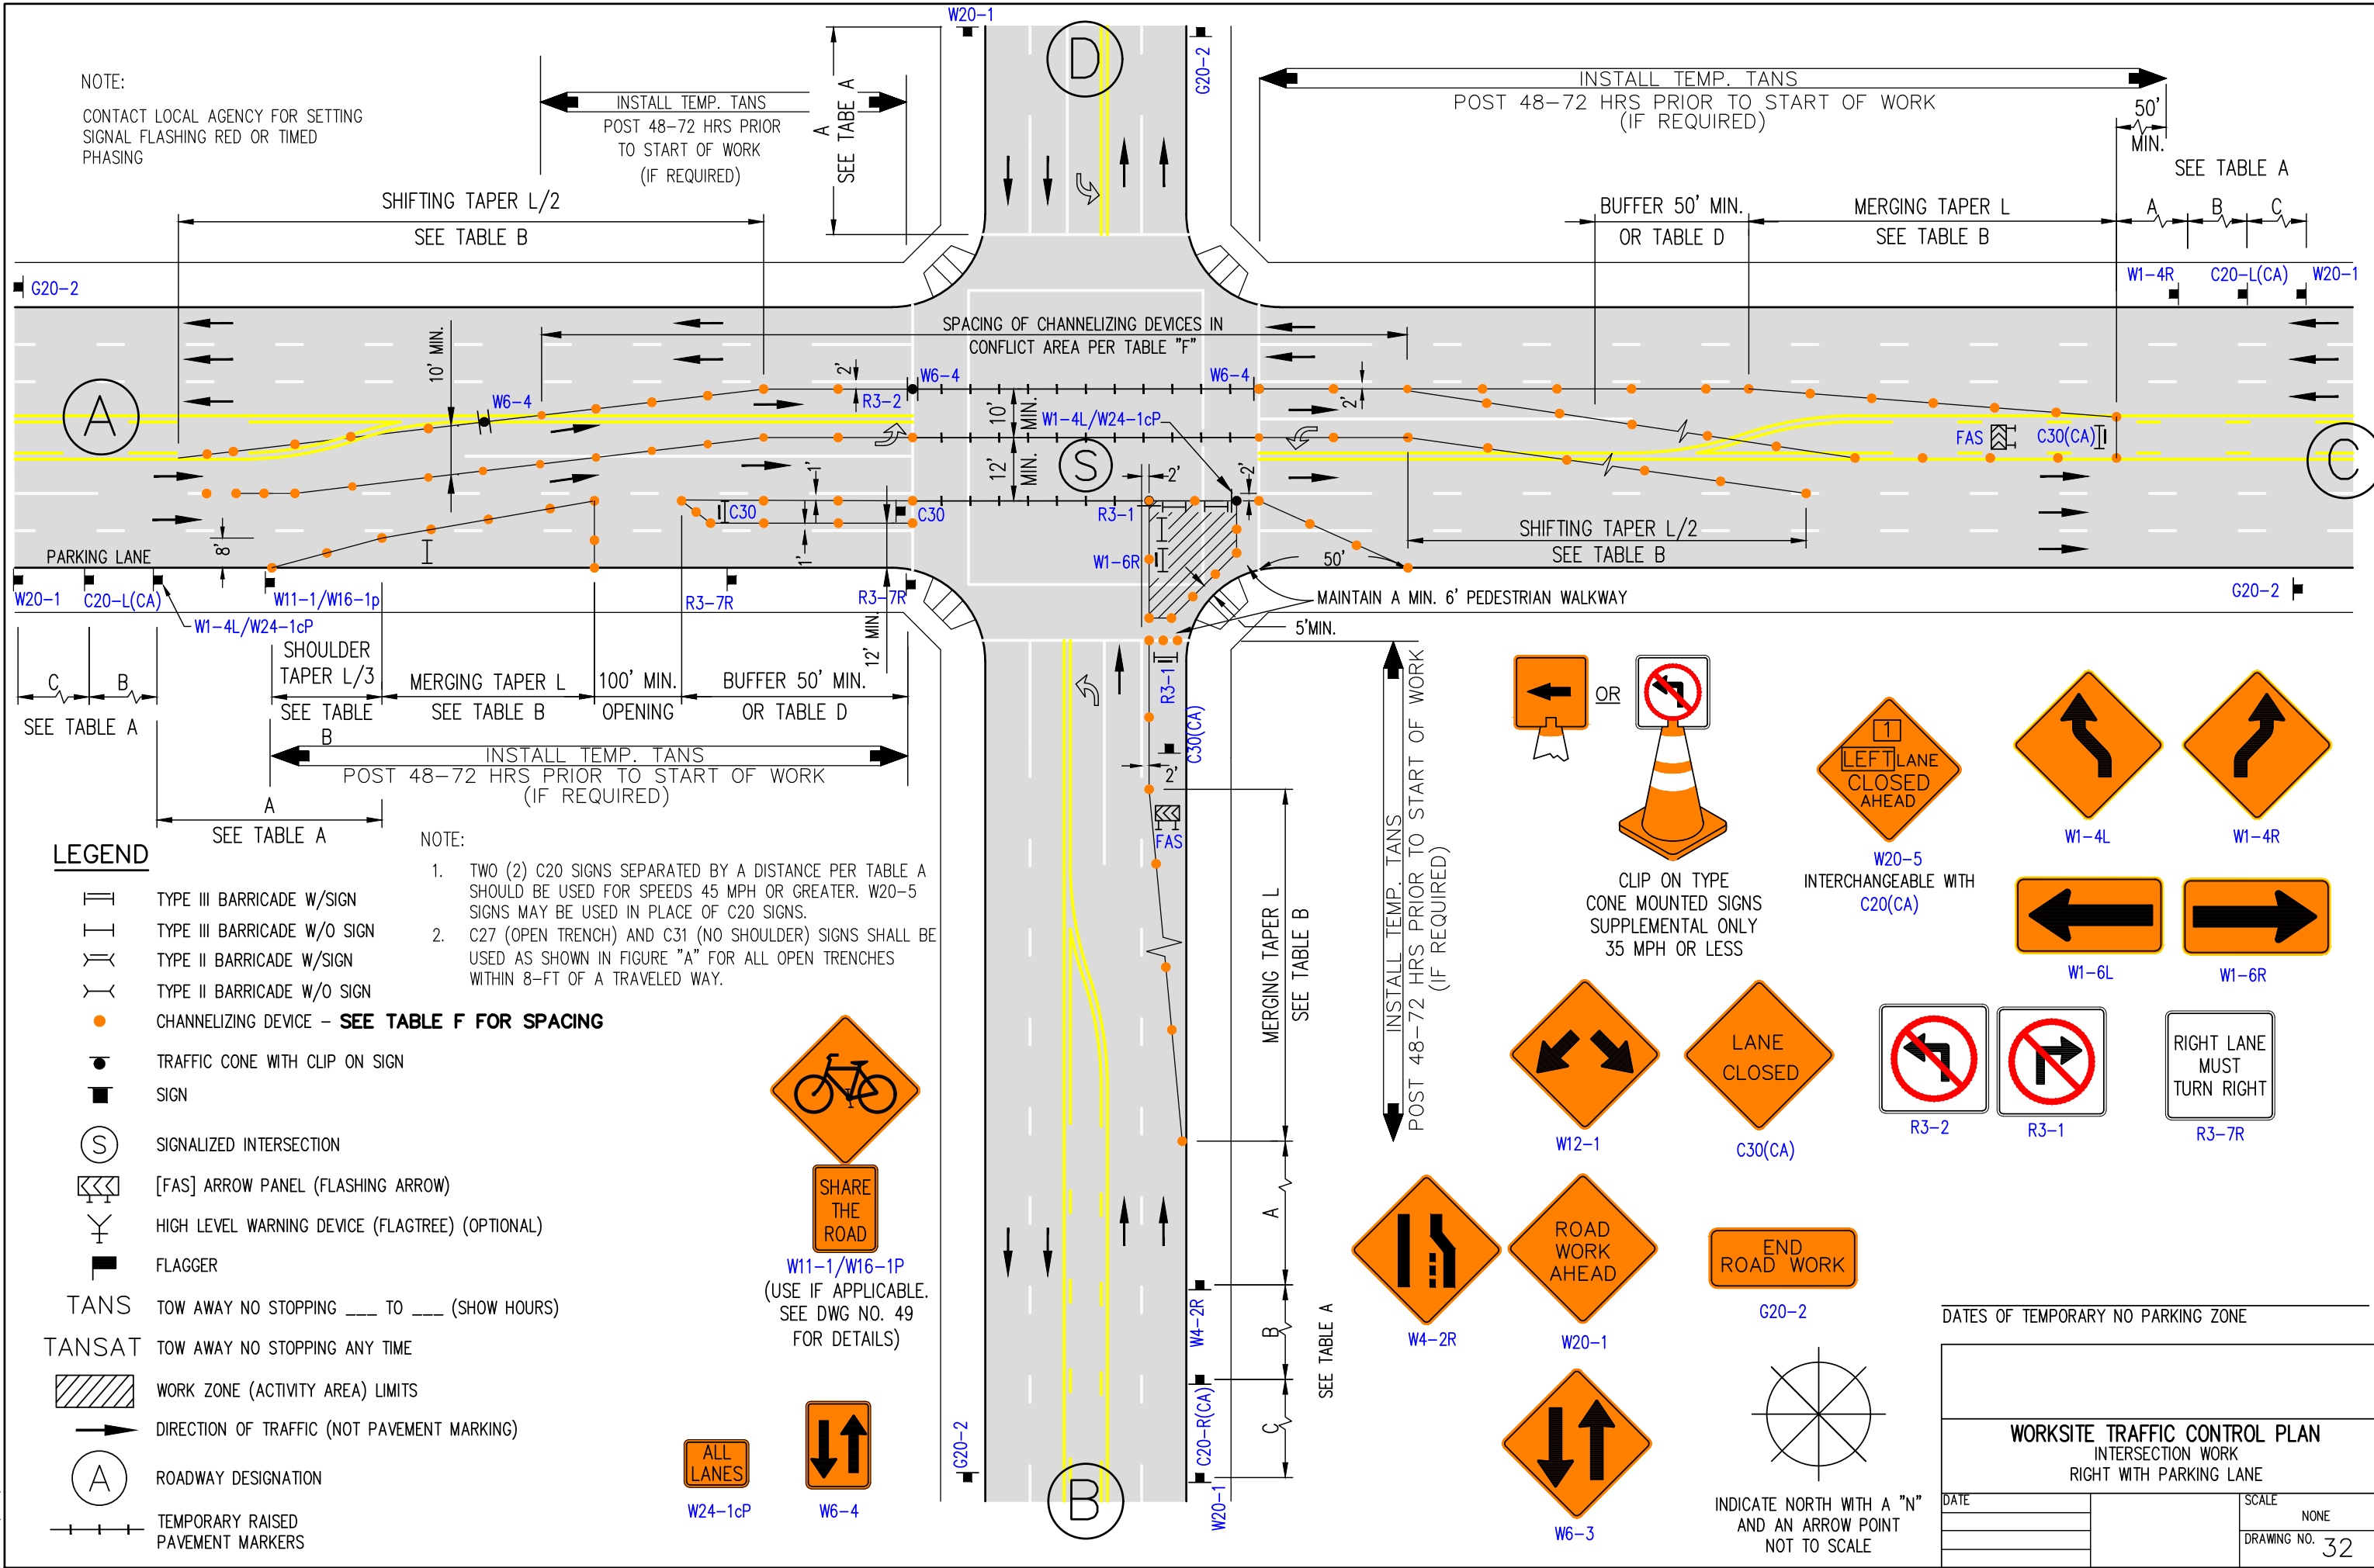 W20-1
D
G20-2
NOTE:
CONTACT LOCAL AGENCY FOR SETTING
SIGNAL FLASHING RED OR TIMED
PHASING
INSTALL TEMP. TANS
POST 48-72 HRS PRIOR
TO START OF WORK
(IF REQUIRED)
A
SEE TABLE A
INSTALL TEMP. TANS
POST 48-72 HRS PRIOR TO START OF WORK
(IF REQUIRED)
50'
MIN.
SEE TABLE A
SHIFTING TAPER L/2
SEE TABLE B
BUFFER 50' MIN.
OR TABLE D
MERGING TAPER L
SEE TABLE B
A
B
C
G20-2
W1-4R
C20-L(CA)
W20-1
10' MIN.
SPACING OF CHANNELIZING DEVICES IN
CONFLICT AREA PER TABLE "F"
A
W6-4
2'
R3-2
W6-4
W6-4
10'
MIN.
W1-4L/W24-1cP
2'
FAS
C30(CA)
C
12'
MIN.
S
2'
2'
1'
C30
C30
R3-1
W1-6R
SHIFTING TAPER L/2
SEE TABLE B
PARKING LANE
8'
1'
50'
W20-1
C20-L(CA)
W11-1/W16-1p
R3-7R
R3-7R
G20-2
W1-4L/W24-1cP
MAINTAIN A MIN. 6' PEDESTRIAN WALKWAY
5'MIN.
12' MIN.
C
B
SEE TABLE A
SHOULDER
TAPER L/3
SEE TABLE
B
MERGING TAPER L
SEE TABLE B
100' MIN.
OPENING
BUFFER 50' MIN.
OR TABLE D
INSTALL TEMP. TANS
POST 48-72 HRS PRIOR TO START OF WORK
(IF REQUIRED)
A
SEE TABLE A
R3-1
C30(CA)
2'
FAS
MERGING TAPER L
SEE TABLE B
INSTALL TEMP. TANS
POST 48-72 HRS PRIOR TO START OF WORK
(IF REQUIRED)
A
B
C
SEE TABLE A
W4-2R
C20-R(CA)
W20-1
G20-2
B
LEGEND
TYPE III BARRICADE W/SIGN
TYPE III BARRICADE W/O SIGN
TYPE II BARRICADE W/SIGN
TYPE II BARRICADE W/O SIGN
CHANNELIZING DEVICE - SEE TABLE F FOR SPACING
TRAFFIC CONE WITH CLIP ON SIGN
SIGN
S SIGNALIZED INTERSECTION
[FAS] ARROW PANEL (FLASHING ARROW)
HIGH LEVEL WARNING DEVICE (FLAGTREE) (OPTIONAL)
FLAGGER
TANS TOW AWAY NO STOPPING ___ TO ___ (SHOW HOURS)
TANSAT TOW AWAY NO STOPPING ANY TIME
WORK ZONE (ACTIVITY AREA) LIMITS
DIRECTION OF TRAFFIC (NOT PAVEMENT MARKING)
A ROADWAY DESIGNATION
TEMPORARY RAISED
PAVEMENT MARKERS
NOTE:
1. TWO (2) C20 SIGNS SEPARATED BY A DISTANCE PER TABLE A
SHOULD BE USED FOR SPEEDS 45 MPH OR GREATER. W20-5
SIGNS MAY BE USED IN PLACE OF C20 SIGNS.
2. C27 (OPEN TRENCH) AND C31 (NO SHOULDER) SIGNS SHALL BE
USED AS SHOWN IN FIGURE "A" FOR ALL OPEN TRENCHES
WITHIN 8-FT OF A TRAVELED WAY.
SHARE
THE
ROAD
W11-1/W16-1P
(USE IF APPLICABLE.
SEE DWG NO. 49
FOR DETAILS)
ALL
LANES
W24-1cP
W6-4
OR
CLIP ON TYPE
CONE MOUNTED SIGNS
SUPPLEMENTAL ONLY
35 MPH OR LESS
1
LEFT LANE
CLOSED
AHEAD
W20-5
INTERCHANGEABLE WITH
C20(CA)
W1-4L
W1-4R
W1-6L
W1-6R
W12-1
LANE
CLOSED
C30(CA)
R3-2
R3-1
RIGHT LANE
MUST
TURN RIGHT
R3-7R
W4-2R
ROAD
WORK
AHEAD
W20-1
END
ROAD WORK
G20-2
W6-3
INDICATE NORTH WITH A "N"
AND AN ARROW POINT
NOT TO SCALE
DATES OF TEMPORARY NO PARKING ZONE
WORKSITE TRAFFIC CONTROL PLAN
INTERSECTION WORK
RIGHT WITH PARKING LANE
DATE
SCALE
NONE
DRAWING NO. 32